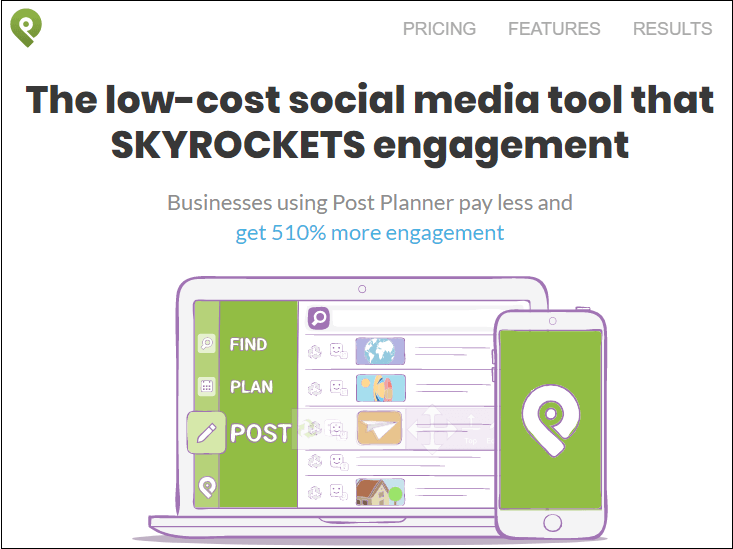 PRICING FEATURES RESULTS
The low-cost social media tool that
SKYROCKETS engagement
Businesses using Post Planner pay less and
get 510% more engagement
FIND
PLAN
POST